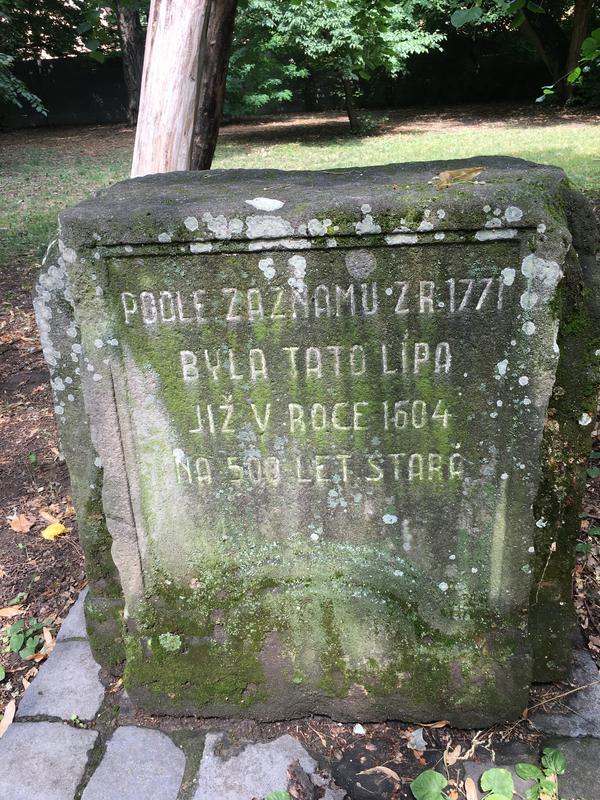 PODLE ZÁZNAMU Z R. 1771
BYLA TATO LÍPA
JIŽ V ROCE 1604
NA 500 LET STARÁ